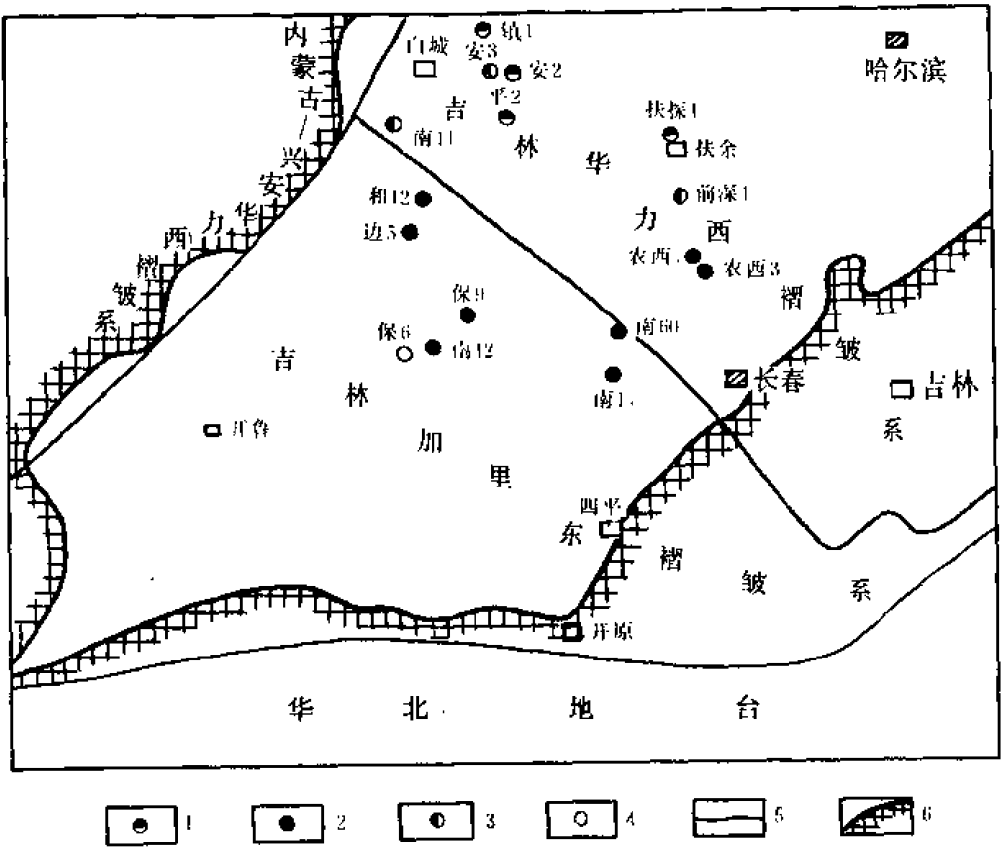 内蒙古—兴安华力西褶皱系
吉林华力西褶皱系
吉林加里东褶皱系
华北地台
镇1
白城
安3
安2
平2
南11
哈尔滨
扶探1
扶余
前深1
和12
边5
农西
农西3
保9
保6
南60
长春
吉林
开鲁
四平
开原
1
2
3
4
5
6